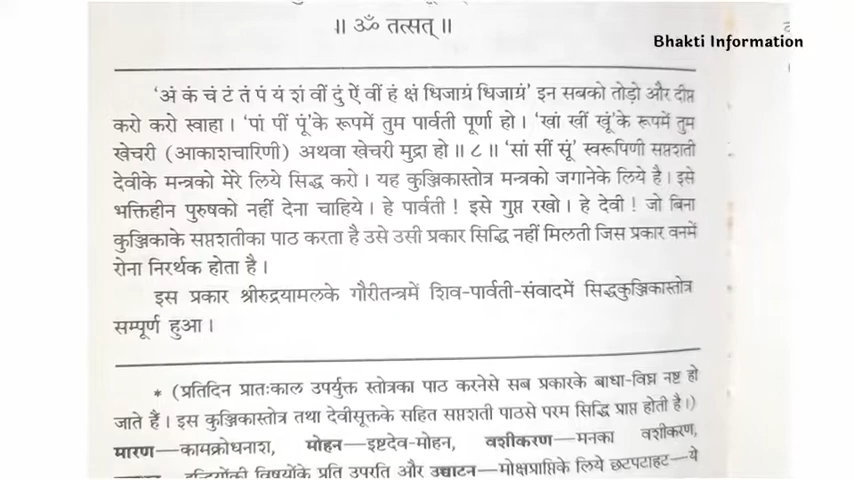 ॥ ॐ तत्सत् ॥
Bhakti Information
'अं कं चं टं तं पं यं शं वीं दुं ऐं वीं हं क्षं धिजाग्रं धिजाग्रं' इन सबको तोड़ो और दीप्त
करो करो स्वाहा। 'पां पीं पूं'के रूपमें तुम पार्वती पूर्णा हो। 'खां खीं खूं'के रूपमें तुम
खेचरी (आकाशचारिणी) अथवा खेचरी मुद्रा हो॥ ८॥ 'सां सीं सूं' स्वरूपिणी सप्तशती
देवीके मन्त्रको मेरे लिये सिद्ध करो। यह कुञ्जिकास्तोत्र मन्त्रको जगानेके लिये है। इसे
भक्तिहीन पुरुषको नहीं देना चाहिये। हे पार्वती! इसे गुप्त रखो। हे देवी! जो बिना
कुञ्जिकाके सप्तशतीका पाठ करता है उसे उसी प्रकार सिद्धि नहीं मिलती जिस प्रकार वनमें
रोना निरर्थक होता है।
इस प्रकार श्रीरुद्रयामलके गौरीतन्त्रमें शिव-पार्वती-संवादमें सिद्धकुञ्जिकास्तोत्र
सम्पूर्ण हुआ।
* (प्रतिदिन प्रातःकाल उपर्युक्त स्तोत्रका पाठ करनेसे सब प्रकारके बाधा-विघ्न नष्ट हो
जाते हैं। इस कुञ्जिकास्तोत्र तथा देवीसूक्तके सहित सप्तशती पाठसे परम सिद्धि प्राप्त होती है।)
मारण—कामक्रोधनाश, मोहन—इष्टदेव-मोहन, वशीकरण—मनका वशीकरण,
इन्द्रियोंकी विषयोंके प्रति उपरति और उच्चाटन—मोक्षप्राप्तिके लिये छटपटाहट—ये